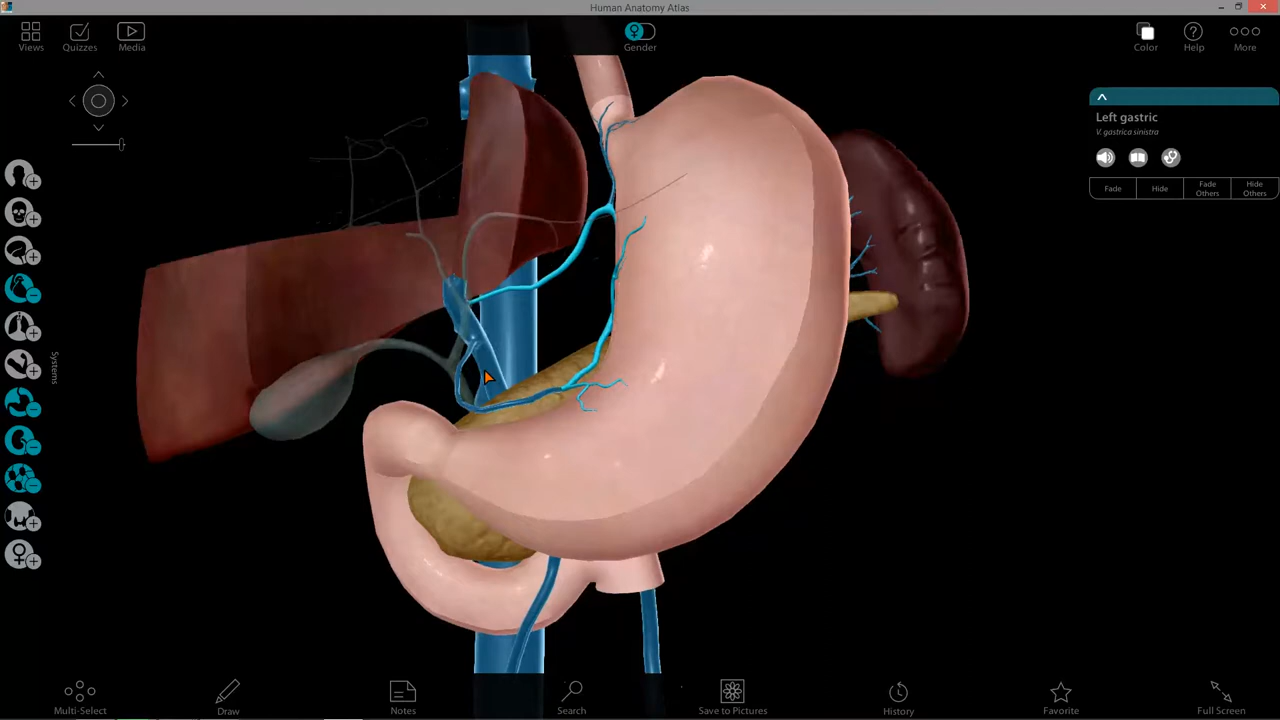 Human Anatomy Atlas
Views
Quizzes
Media
Gender
Color
Help
More
Left gastric
V. gastrica sinistra
Fade
Hide
Fade
Others
Hide
Others
Systems
Multi-Select
Draw
Notes
Search
Save to Pictures
History
Favorite
Full Screen